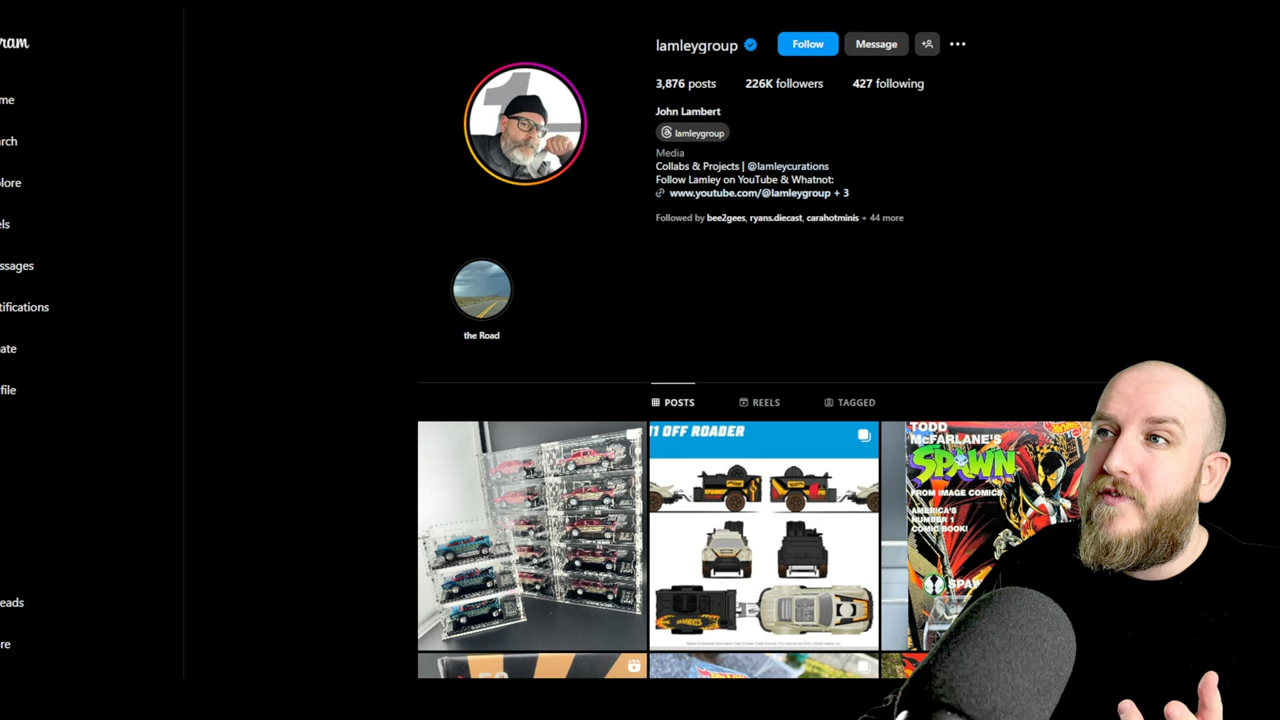 ram
lamleygroup
Follow
Message
3,876 posts
226K followers
427 following
John Lambert
lamleygroup
Media
Collabs & Projects | @lamleycurations
Follow Lamley on YouTube & Whatnot:
www.youtube.com/@lamleygroup + 3
Followed by bee2gees, ryans.diecast, carahotminis + 44 more
me
rch
lore
ls
ssages
tifications
ate
file
eads
re
the Road
POSTS
REELS
TAGGED
1 OFF ROADER
TODD
McFARLANE'S
SPAWN
FROM IMAGE COMICS
AMERICA'S
NUMBER 1
COMIC BOOK!
SPA